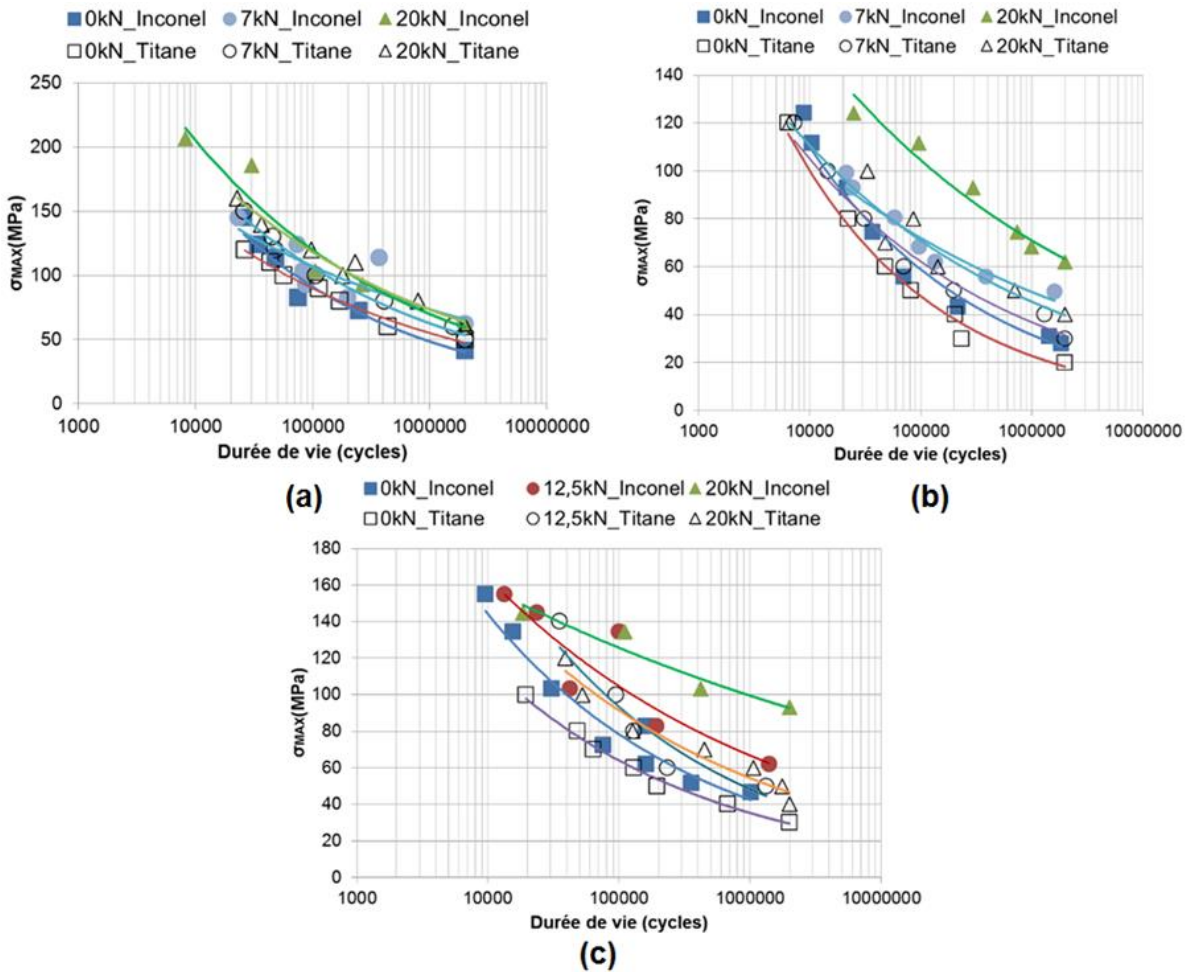 0kN_Inconel 7kN_Inconel 20kN_Inconel
0kN_Titane 7kN_Titane 20kN_Titane
250
200
150
100
50
0
σMAX(MPa)
1000 10000 100000 1000000 10000000
Durée de vie (cycles)
(a)
0kN_Inconel 7kN_Inconel 20kN_Inconel
0kN_Titane 7kN_Titane 20kN_Titane
140
120
100
80
60
40
20
0
σMAX(MPa)
1000 10000 100000 1000000 10000000
Durée de vie (cycles)
(b)
0kN_Inconel 12,5kN_Inconel 20kN_Inconel
0kN_Titane 12,5kN_Titane 20kN_Titane
180
160
140
120
100
80
60
40
20
0
σMAX(MPa)
1000 10000 100000 1000000 10000000
Durée de vie (cycles)
(c)